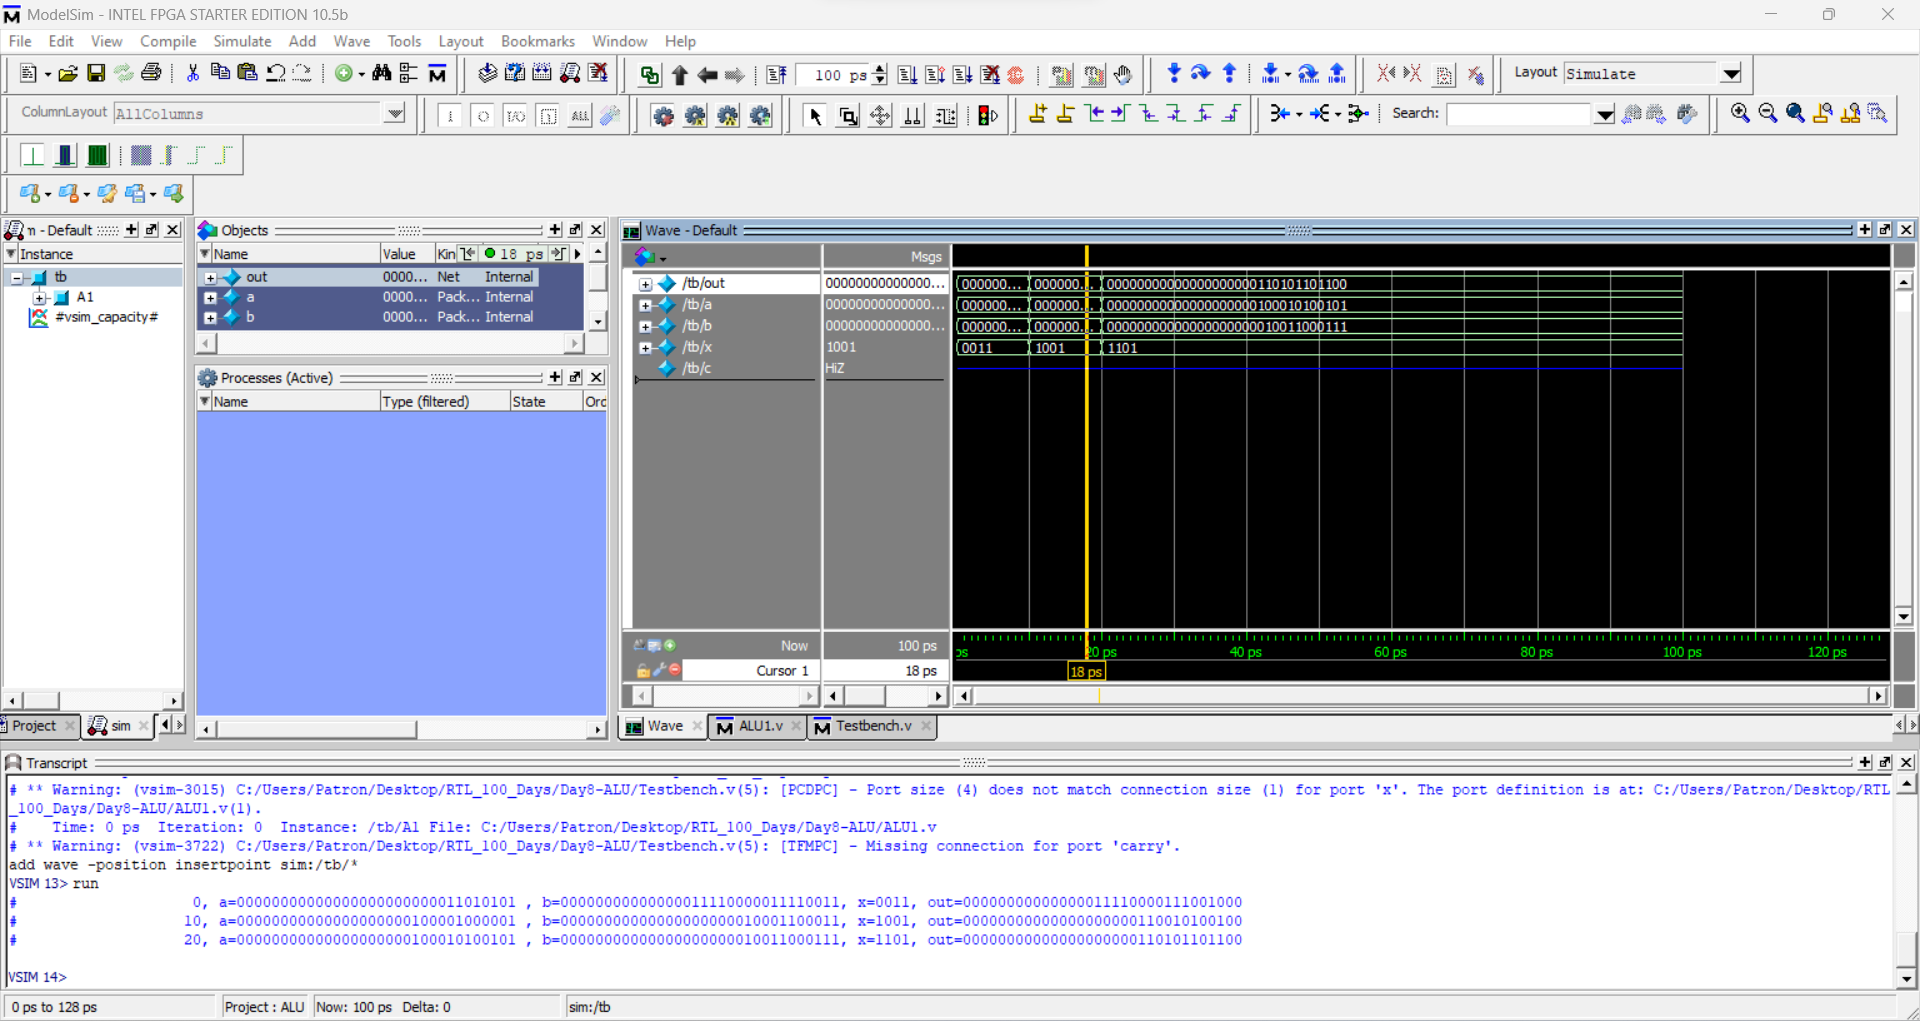 ModelSim - INTEL FPGA STARTER EDITION 10.5b
File Edit View Compile Simulate Add Wave Tools Layout Bookmarks Window Help
100 ps
Layout Simulate
ColumnLayout AllColumns
Search:
n - Default
Instance
tb
A1
#vsim_capacity#
Project
sim
Objects
Name Value Kin 18 ps
out 0000... Net Internal
a 0000... Pack... Internal
b 0000... Pack... Internal
Processes (Active)
Name Type (filtered) State Orc
Wave - Default
Msgs
/tb/out 00000000000000... 000000... 000000... 00000000000000000000110101101100
/tb/a 00000000000000... 000000... 000000... 00000000000000000000100010100101
/tb/b 00000000000000... 000000... 000000... 00000000000000000000010011000111
/tb/x 1001 0011 1001 1101
/tb/c HiZ
Now 100 ps
ps 20 ps 40 ps 60 ps 80 ps 100 ps 120 ps
Cursor 1 18 ps
18 ps
Wave ALU1.v Testbench.v
Transcript
# ** Warning: (vsim-3015) C:/Users/Patron/Desktop/RTL_100_Days/Day8-ALU/Testbench.v(5): [PCDPC] - Port size (4) does not match connection size (1) for port 'x'. The port definition is at: C:/Users/Patron/Desktop/RTL
_100_Days/Day8-ALU/ALU1.v(1).
# Time: 0 ps Iteration: 0 Instance: /tb/A1 File: C:/Users/Patron/Desktop/RTL_100_Days/Day8-ALU/ALU1.v
# ** Warning: (vsim-3722) C:/Users/Patron/Desktop/RTL_100_Days/Day8-ALU/Testbench.v(5): [TFMPC] - Missing connection for port 'carry'.
add wave -position insertpoint sim:/tb/*
VSIM 13> run
# 0, a=00000000000000000000000011010101 , b=00000000000000001111000011110011, x=0011, out=000000000000000011110000111001000
# 10, a=00000000000000000000100001000001 , b=00000000000000000000010001100011, x=1001, out=00000000000000000000110010100100
# 20, a=00000000000000000000100010100101 , b=00000000000000000000010011000111, x=1101, out=00000000000000000000110101101100
VSIM 14>
0 ps to 128 ps Project : ALU Now: 100 ps Delta: 0 sim:/tb